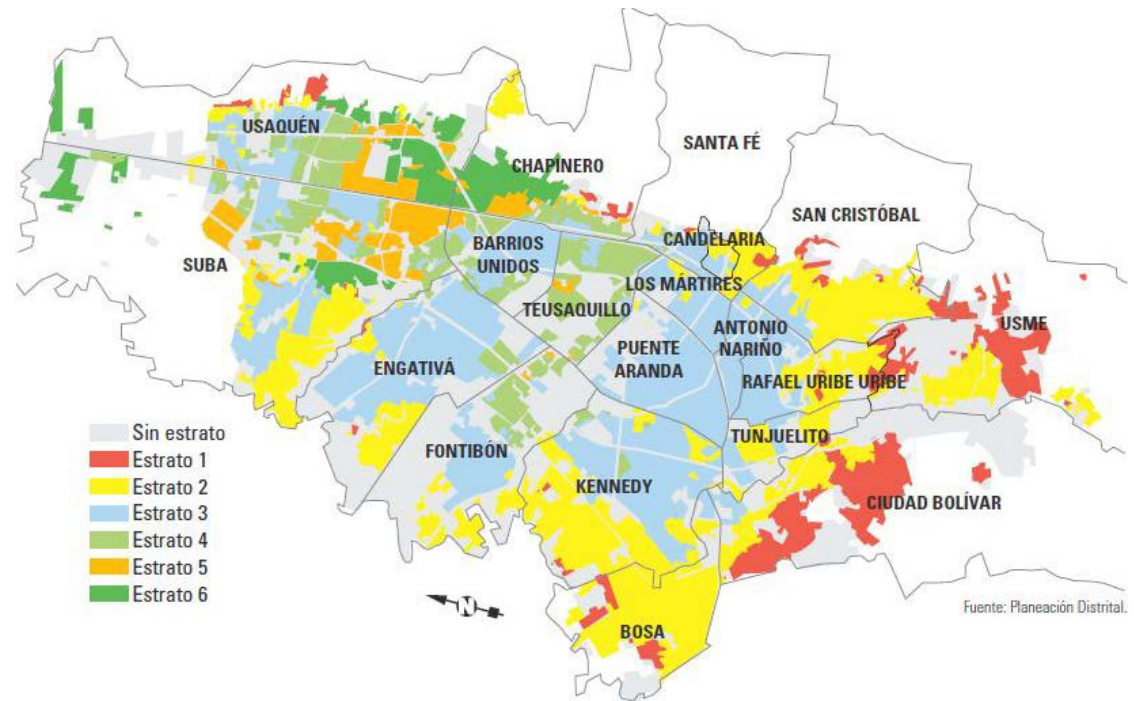 USAQUÉN
CHAPINERO
SANTA FÉ
SAN CRISTÓBAL
SUBA
BARRIOS
UNIDOS
CANDELARIA
LOS MÁRTIRES
TEUSAQUILLO
ANTONIO
NARIÑO
USME
ENGATIVÁ
PUENTE
ARANDA
RAFAEL URIBE URÍBE
TUNJUELITO
FONTIBÓN
KENNEDY
CIUDAD BOLÍVAR
BOSA
Sin estrato
Estrato 1
Estrato 2
Estrato 3
Estrato 4
Estrato 5
Estrato 6
N
Fuente: Planeación Distrital.